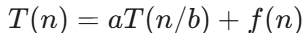 T(n) = aT(n/b) + f(n)